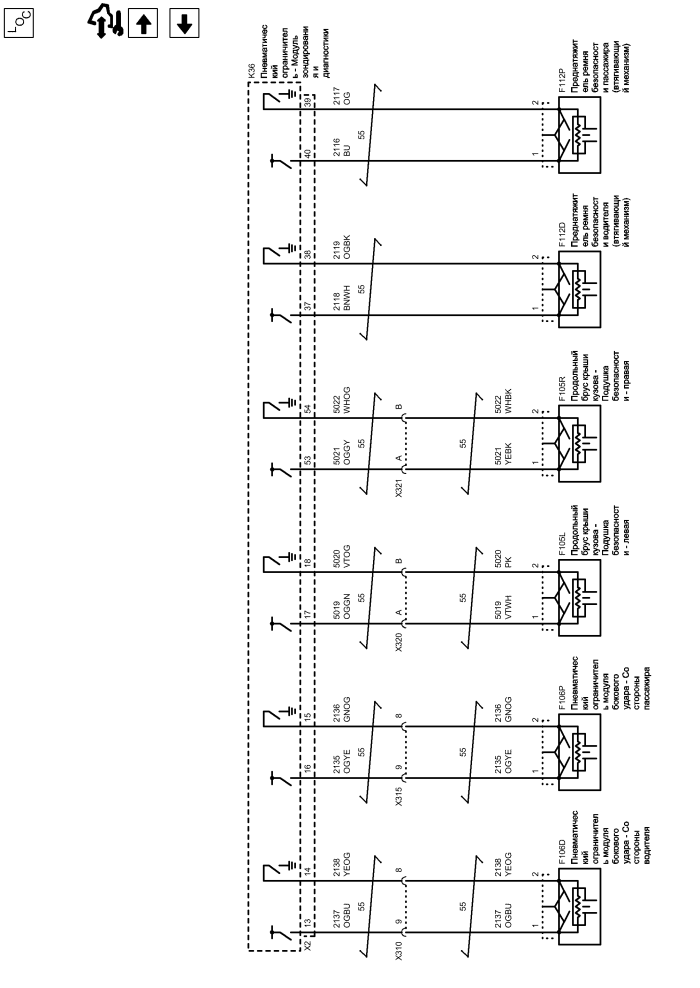 LOC
K36
Пневматичес
кий
ограничител
ь - Модуль
зондировани
я и
диагностики
X2
13
14
16
15
17
18
53
54
37
38
40
39
2137
OGBU
2138
YEOG
55
X310
9
8
55
2137
OGBU
2138
YEOG
1
2
F106D
Пневматичес
кий
ограничител
ь модуля
бокового
удара - Со
стороны
водителя
2135
OGYE
2136
GNOG
55
X315
9
8
55
2135
OGYE
2136
GNOG
1
2
F106P
Пневматичес
кий
ограничител
ь модуля
бокового
удара - Со
стороны
пассажира
5019
OGGN
5020
VTOG
55
X320
A
B
55
5019
VTWH
5020
PK
1
2
F105L
Продольный
брус крыши
кузова -
Подушка
безопасност
и - левая
5021
OGGY
5022
WHOG
55
X321
A
B
55
5021
YEBK
5022
WHBK
1
2
F105R
Продольный
брус крыши
кузова -
Подушка
безопасност
и - правая
2118
BNWH
2119
OGBK
55
1
2
F112D
Преднатяжит
ель ремня
безопасност
и водителя
(втягивающи
й механизм)
2116
BU
2117
OG
55
1
2
F112P
Преднатяжит
ель ремня
безопасност
и пассажира
(втягивающи
й механизм)